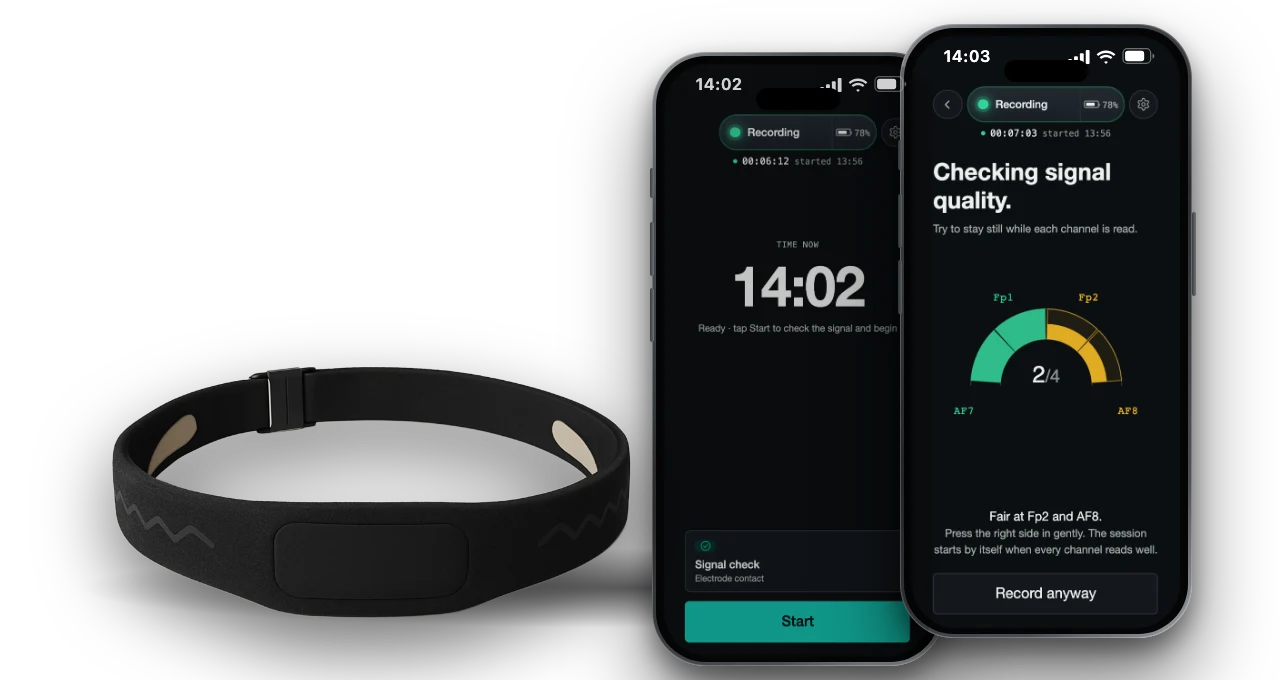 14:02
Recording
78%
00:06:12 started 13:56
TIME NOW
14:02
Ready · tap Start to check the signal and begin
Signal check
Electrode contact
Start
14:03
Recording
78%
00:07:03 started 13:56
Checking signal
quality.
Try to stay still while each channel is read.
Fp1
Fp2
2/4
AF7
AF8
Fair at Fp2 and AF8.
Press the right side in gently. The session
starts by itself when every channel reads well.
Record anyway